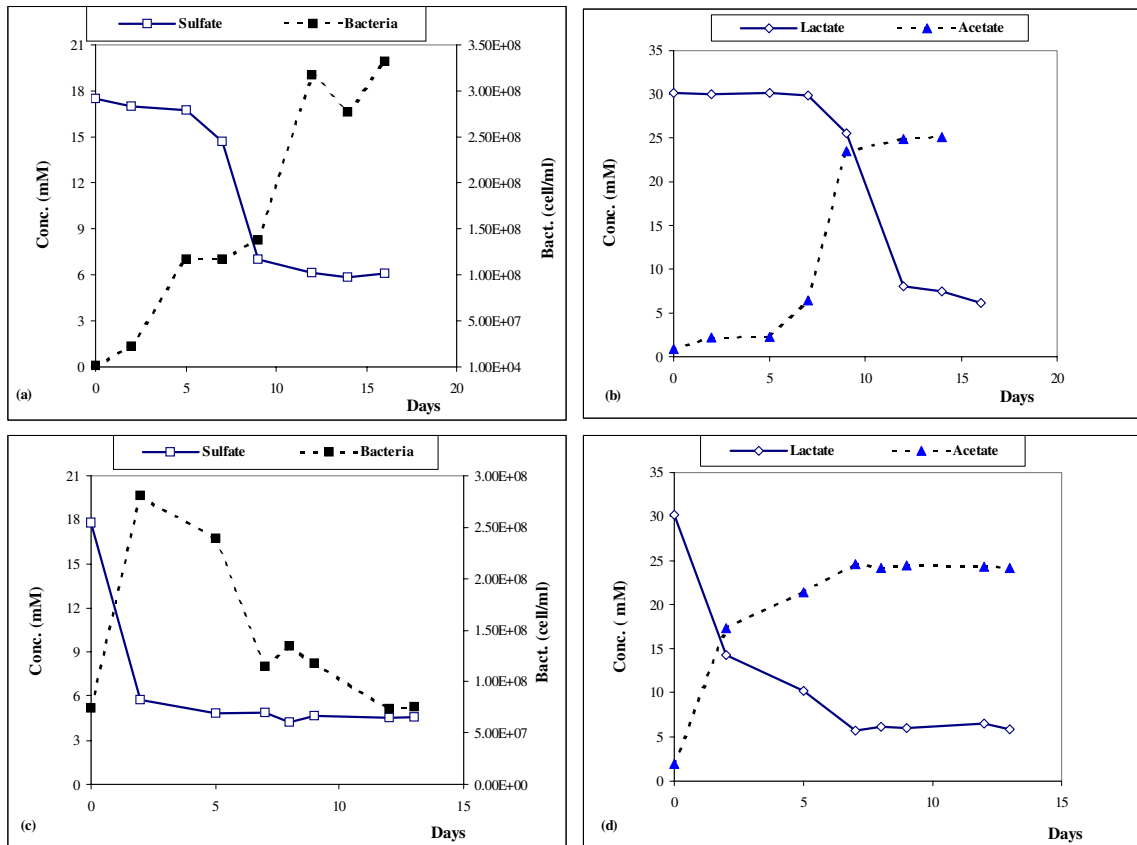 Sulfate Bacteria
21 3.50E+08
18 3.00E+08
15 2.50E+08
12 2.00E+08
9 1.50E+08
6 1.00E+08
3 5.00E+07
0 1.00E+04
Conc. (mM)
Bact. (cell/ml)
0 5 10 15 20
(a) Days
Lactate Acetate
35
30
25
20
15
10
5
0
Conc. (mM)
0 5 10 15 20
(b) Days
Sulfate Bacteria
21 3.00E+08
18 2.50E+08
15 2.00E+08
12 1.50E+08
9 1.00E+08
6 5.00E+07
3 0.00E+00
0
Conc. (mM)
Bact. (cell/ml)
0 5 10 15
(c) Days
Lactate Acetate
35
30
25
20
15
10
5
0
Conc. ( mM)
0 5 10 15
(d) Days